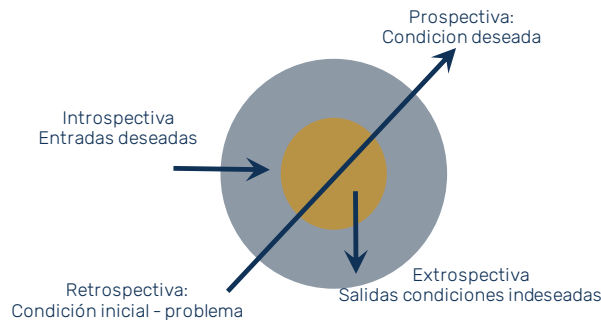 Prospectiva:
Condicion deseada
Introspectiva
Entradas deseadas
Retrospectiva:
Condición inicial - problema
Extrospectiva
Salidas condiciones indeseadas